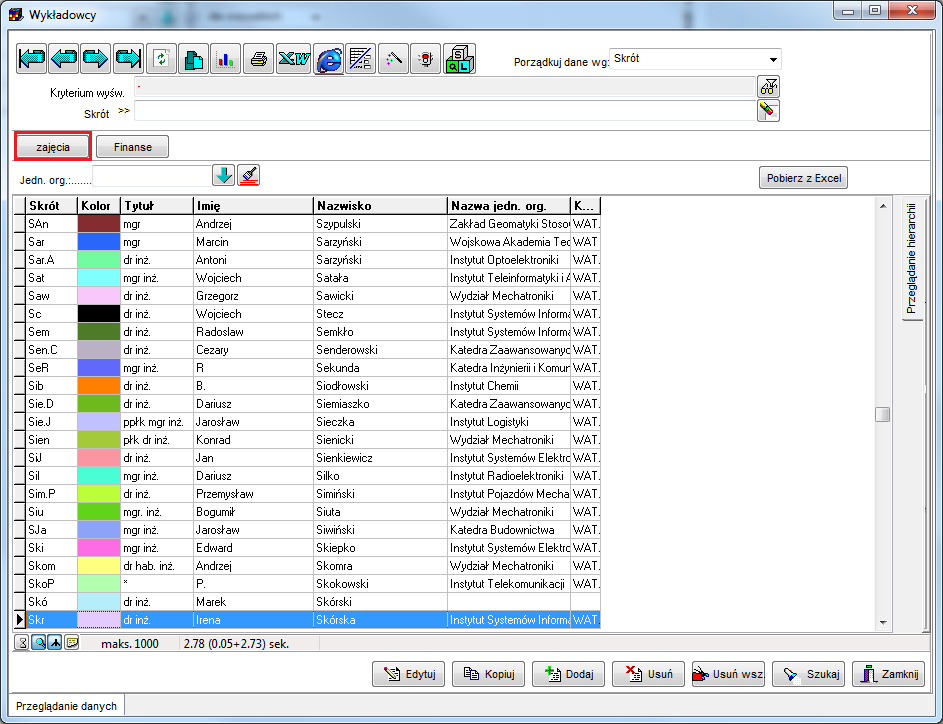 Wykładowcy
Porządkuj dane wg: Skrót
Kryterium wyśw.
Skrót >>
zajęcia Finanse
Jedn. org.:....... Pobierz z Excel
Skrót Kolor Tytuł Imię Nazwisko Nazwa jedn. org. K...
SAn mgr Andrzej Szypulski Zakład Geomatyki Stoso WAT.
Sar mgr Marcin Sarzyński Wojskowa Akademia Tec WAT.
Sar.A dr inż. Antoni Sarzyński Instytut Optoelektroniki WAT.
Sat mgr inż. Wojciech Satała Instytut Teleinformatyki i A WAT.
Saw dr inż. Grzegorz Sawicki Wydział Mechatroniki WAT.
Sc dr inż. Wojciech Stecz Instytut Systemów Informa WAT.
Sem dr inż. Radoslaw Semkło Instytut Systemów Informa WAT.
Sen.C dr inż. Cezary Senderowski Katedra Zaawansowanyc WAT.
SeR mgr inż. R Sekunda Katedra Inżynierii i Komun WAT.
Sib dr inż. B. Siodłowski Instytut Chemii WAT.
Sie.D dr inż. Dariusz Siemiaszko Katedra Zaawansowanyc WAT.
Sie.J ppłk mgr inż. Jarosław Sieczka Instytut Logistyki WAT.
Sien płk dr inż. Konrad Sienicki Wydział Mechatroniki WAT.
SiJ dr inż. Jan Sienkiewicz Instytut Systemów Elektro WAT.
Sil mgr inż. Dariusz Silko Instytut Radioelektroniki WAT.
Sim.P dr inż. Przemysław Simiński Instytut Pojazdów Mecha WAT.
Siu mgr. inż. Bogumił Siuta Wydział Mechatroniki WAT.
SJa mgr inż. Jarosław Siwiński Katedra Budownictwa WAT.
Ski mgr inż. Edward Skiepko Instytut Systemów Elektro WAT.
Skom dr hab. inż. Andrzej Skomra Wydział Mechatroniki WAT.
SkoP * P. Skokowski Instytut Telekomunikacji WAT.
Skó dr inż. Marek Skórski
Skr dr inż. Irena Skórska Instytut Systemów Informa WAT.
Przeglądanie hierarchii
maks. 1000 2.78 (0.05+2.73) sek.
Edytuj Kopiuj Dodaj Usuń Usuń wsz. Szukaj Zamknij
Przeglądanie danych